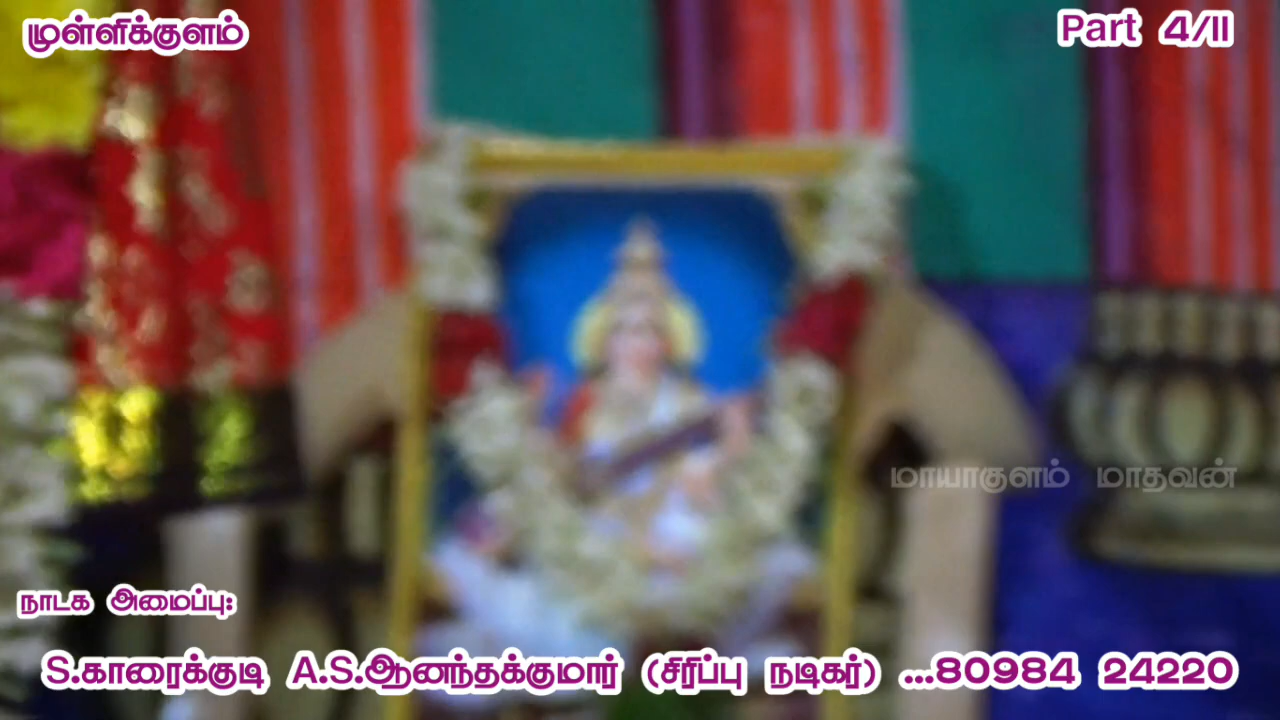 முள்ளிக்குளம்
Part 4/II
மாயாகுளம் மாதவன்
நாடக அமைப்பு:
S.காரைக்குடி A.S.ஆனந்தக்குமார் (சிரிப்பு நடிகர்) ...80984 24220